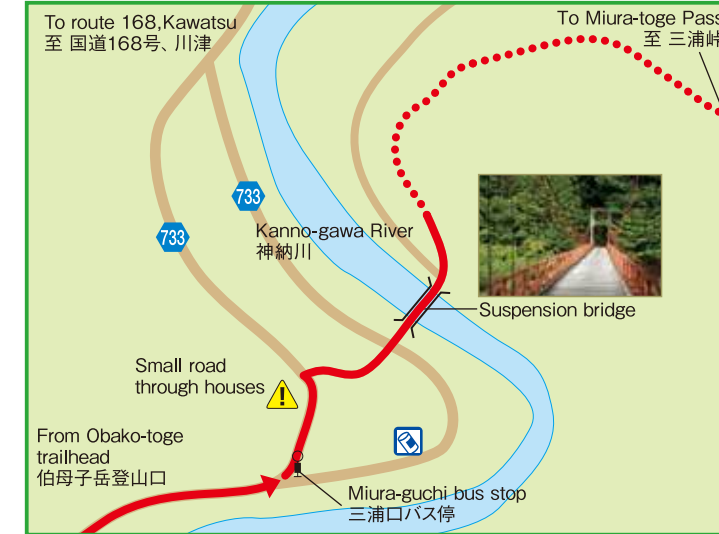 To route 168,Kawatsu
至 国道168号、川津
To Miura-toge Pass
至 三浦峠
733
733
Kanno-gawa River
神納川
Suspension bridge
Small road
through houses
From Obako-toge
trailhead
伯母子岳登山口
Miura-guchi bus stop
三浦口バス停